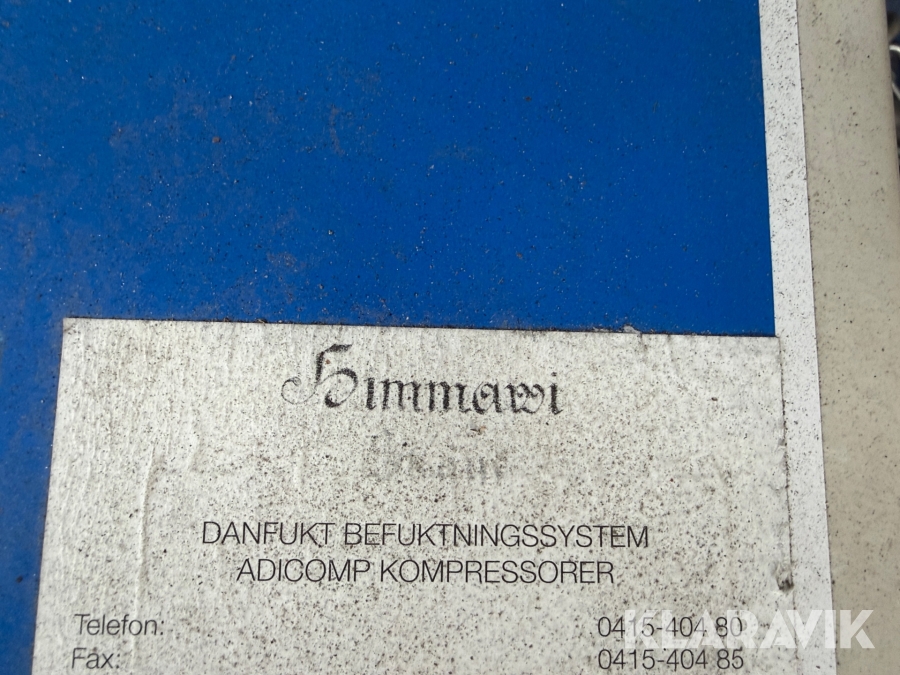 Himmawi
DANFUKT BEFUKTNINGSSYSTEM
ADICOMP KOMPRESSORER
Telefon: 0415-404 80
Fax: 0415-404 85
KLARAVIK